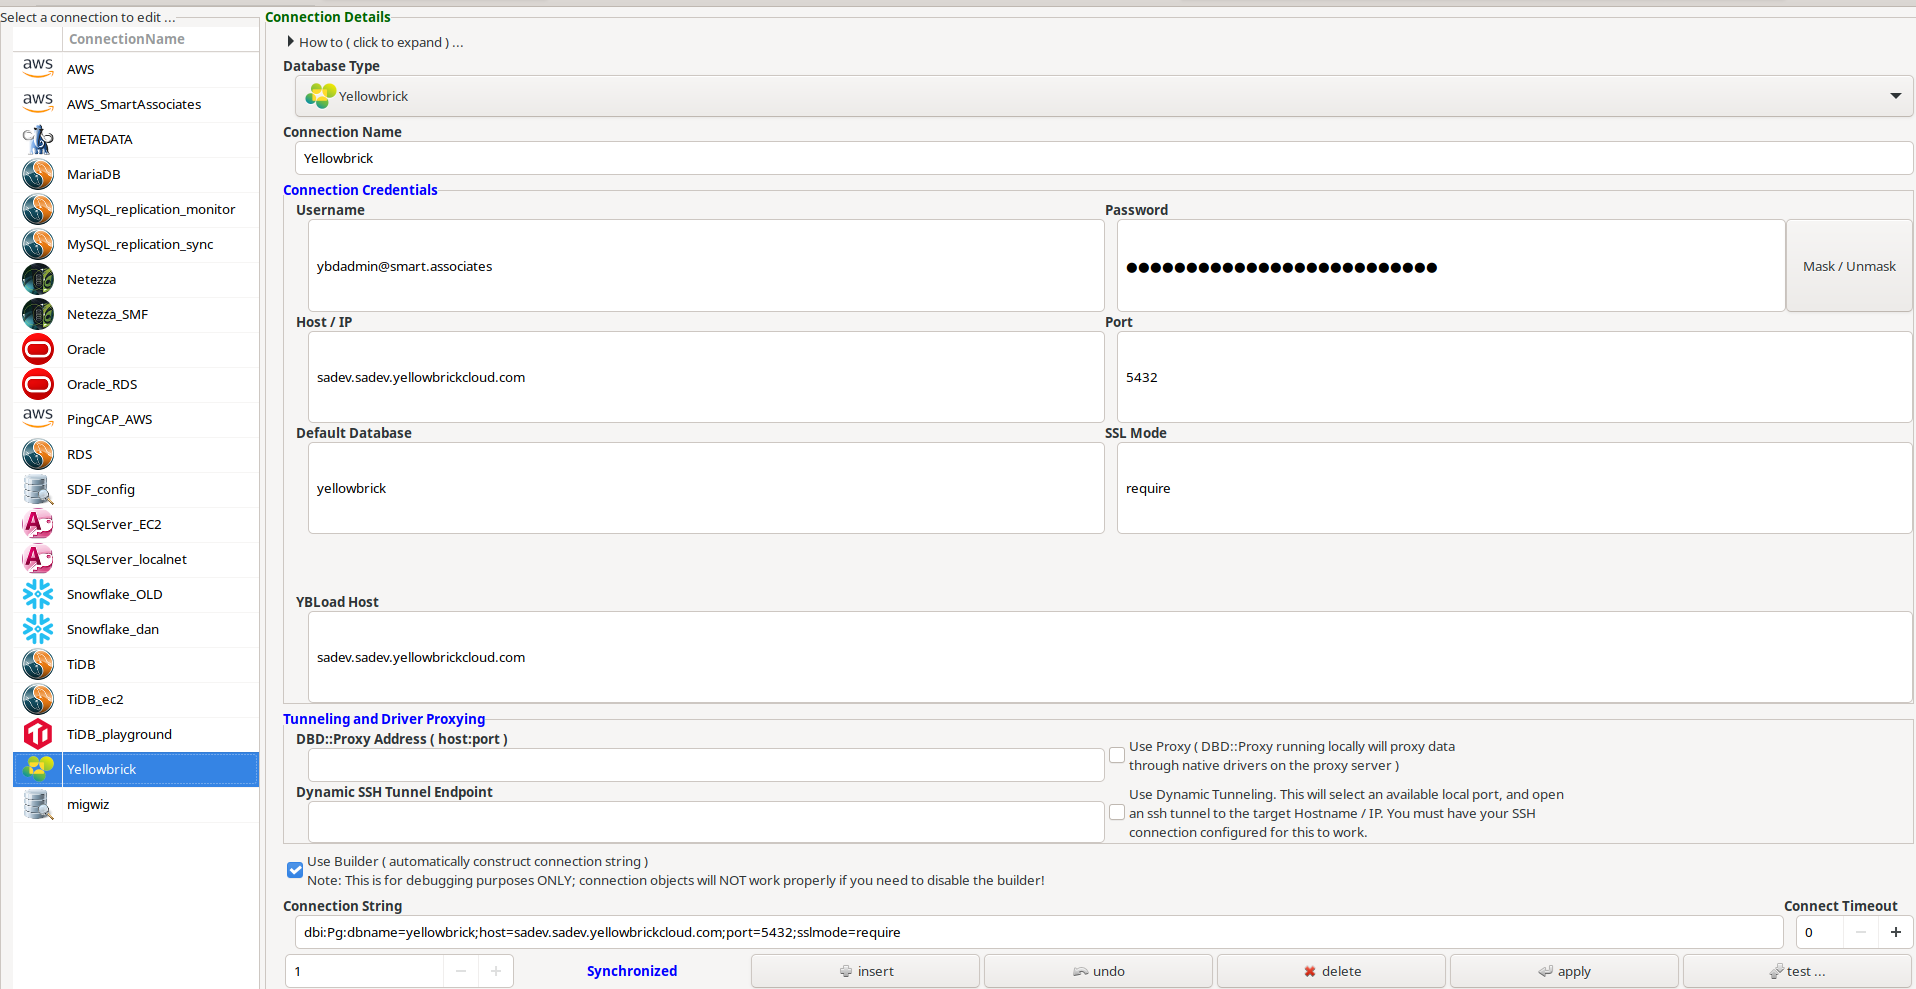 Select a connection to edit ...
ConnectionName
aws AWS
aws AWS_SmartAssociates
METADATA
MariaDB
MySQL_replication_monitor
MySQL_replication_sync
Netezza
Netezza_SMF
Oracle
Oracle_RDS
aws PingCAP_AWS
RDS
SDF_config
A SQLServer_EC2
A SQLServer_localnet
Snowflake_OLD
Snowflake_dan
TiDB
TiDB_ec2
TiDB_playground
Yellowbrick
migwiz
Connection Details
How to ( click to expand ) ...
Database Type
Yellowbrick
Connection Name
Yellowbrick
Connection Credentials
Username Password
ybdadmin@smart.associates ●●●●●●●●●●●●●●●●●●●●●●●●●● Mask / Unmask
Host / IP Port
sadev.sadev.yellowbrickcloud.com 5432
Default Database SSL Mode
yellowbrick require
YBLoad Host
sadev.sadev.yellowbrickcloud.com
Tunneling and Driver Proxying
DBD::Proxy Address ( host:port )
Use Proxy ( DBD::Proxy running locally will proxy data
through native drivers on the proxy server )
Dynamic SSH Tunnel Endpoint
Use Dynamic Tunneling. This will select an available local port, and open
an ssh tunnel to the target Hostname / IP. You must have your SSH
connection configured for this to work.
Use Builder ( automatically construct connection string )
Note: This is for debugging purposes ONLY; connection objects will NOT work properly if you need to disable the builder!
Connection String Connect Timeout
dbi:Pg:dbname=yellowbrick;host=sadev.sadev.yellowbrickcloud.com;port=5432;sslmode=require 0 − +
1 − + Synchronized insert undo delete apply test ...